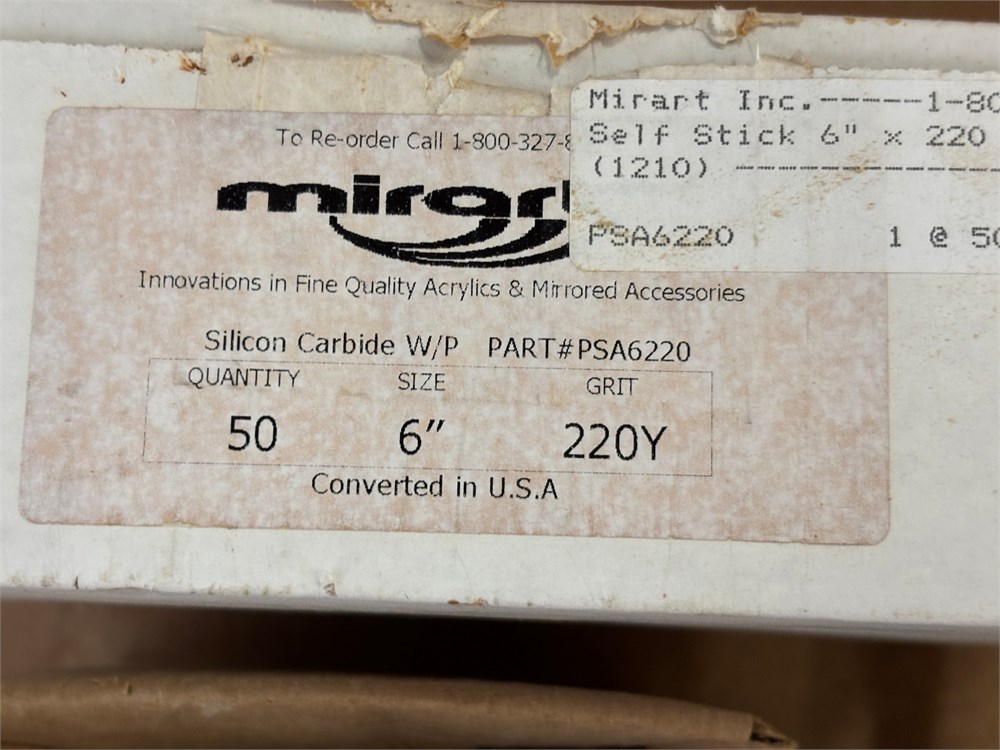 To Re-order Call 1-800-327-8
mirart
Innovations in Fine Quality Acrylics & Mirrored Accessories
Silicon Carbide W/P PART#PSA6220
QUANTITY SIZE GRIT
50 6” 220Y
Converted in U.S.A
Mirart Inc.-----1-80
Self Stick 6" x 220
(1210) --------------
PSA6220 1 @ 50